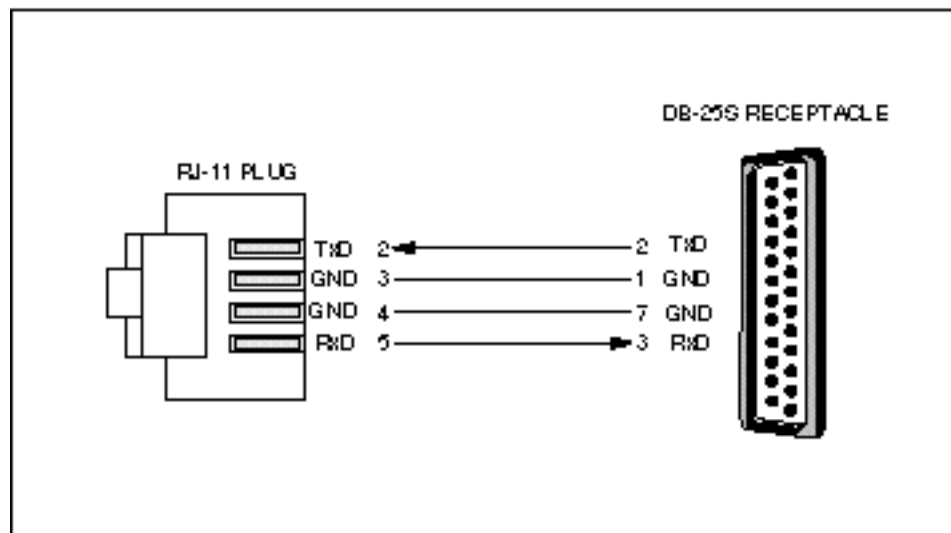 DB-25S RECEPTACLE
RJ-11 PLUG
TxD 2 2 TxD
GND 3 1 GND
GND 4 7 GND
RxD 5 3 RxD